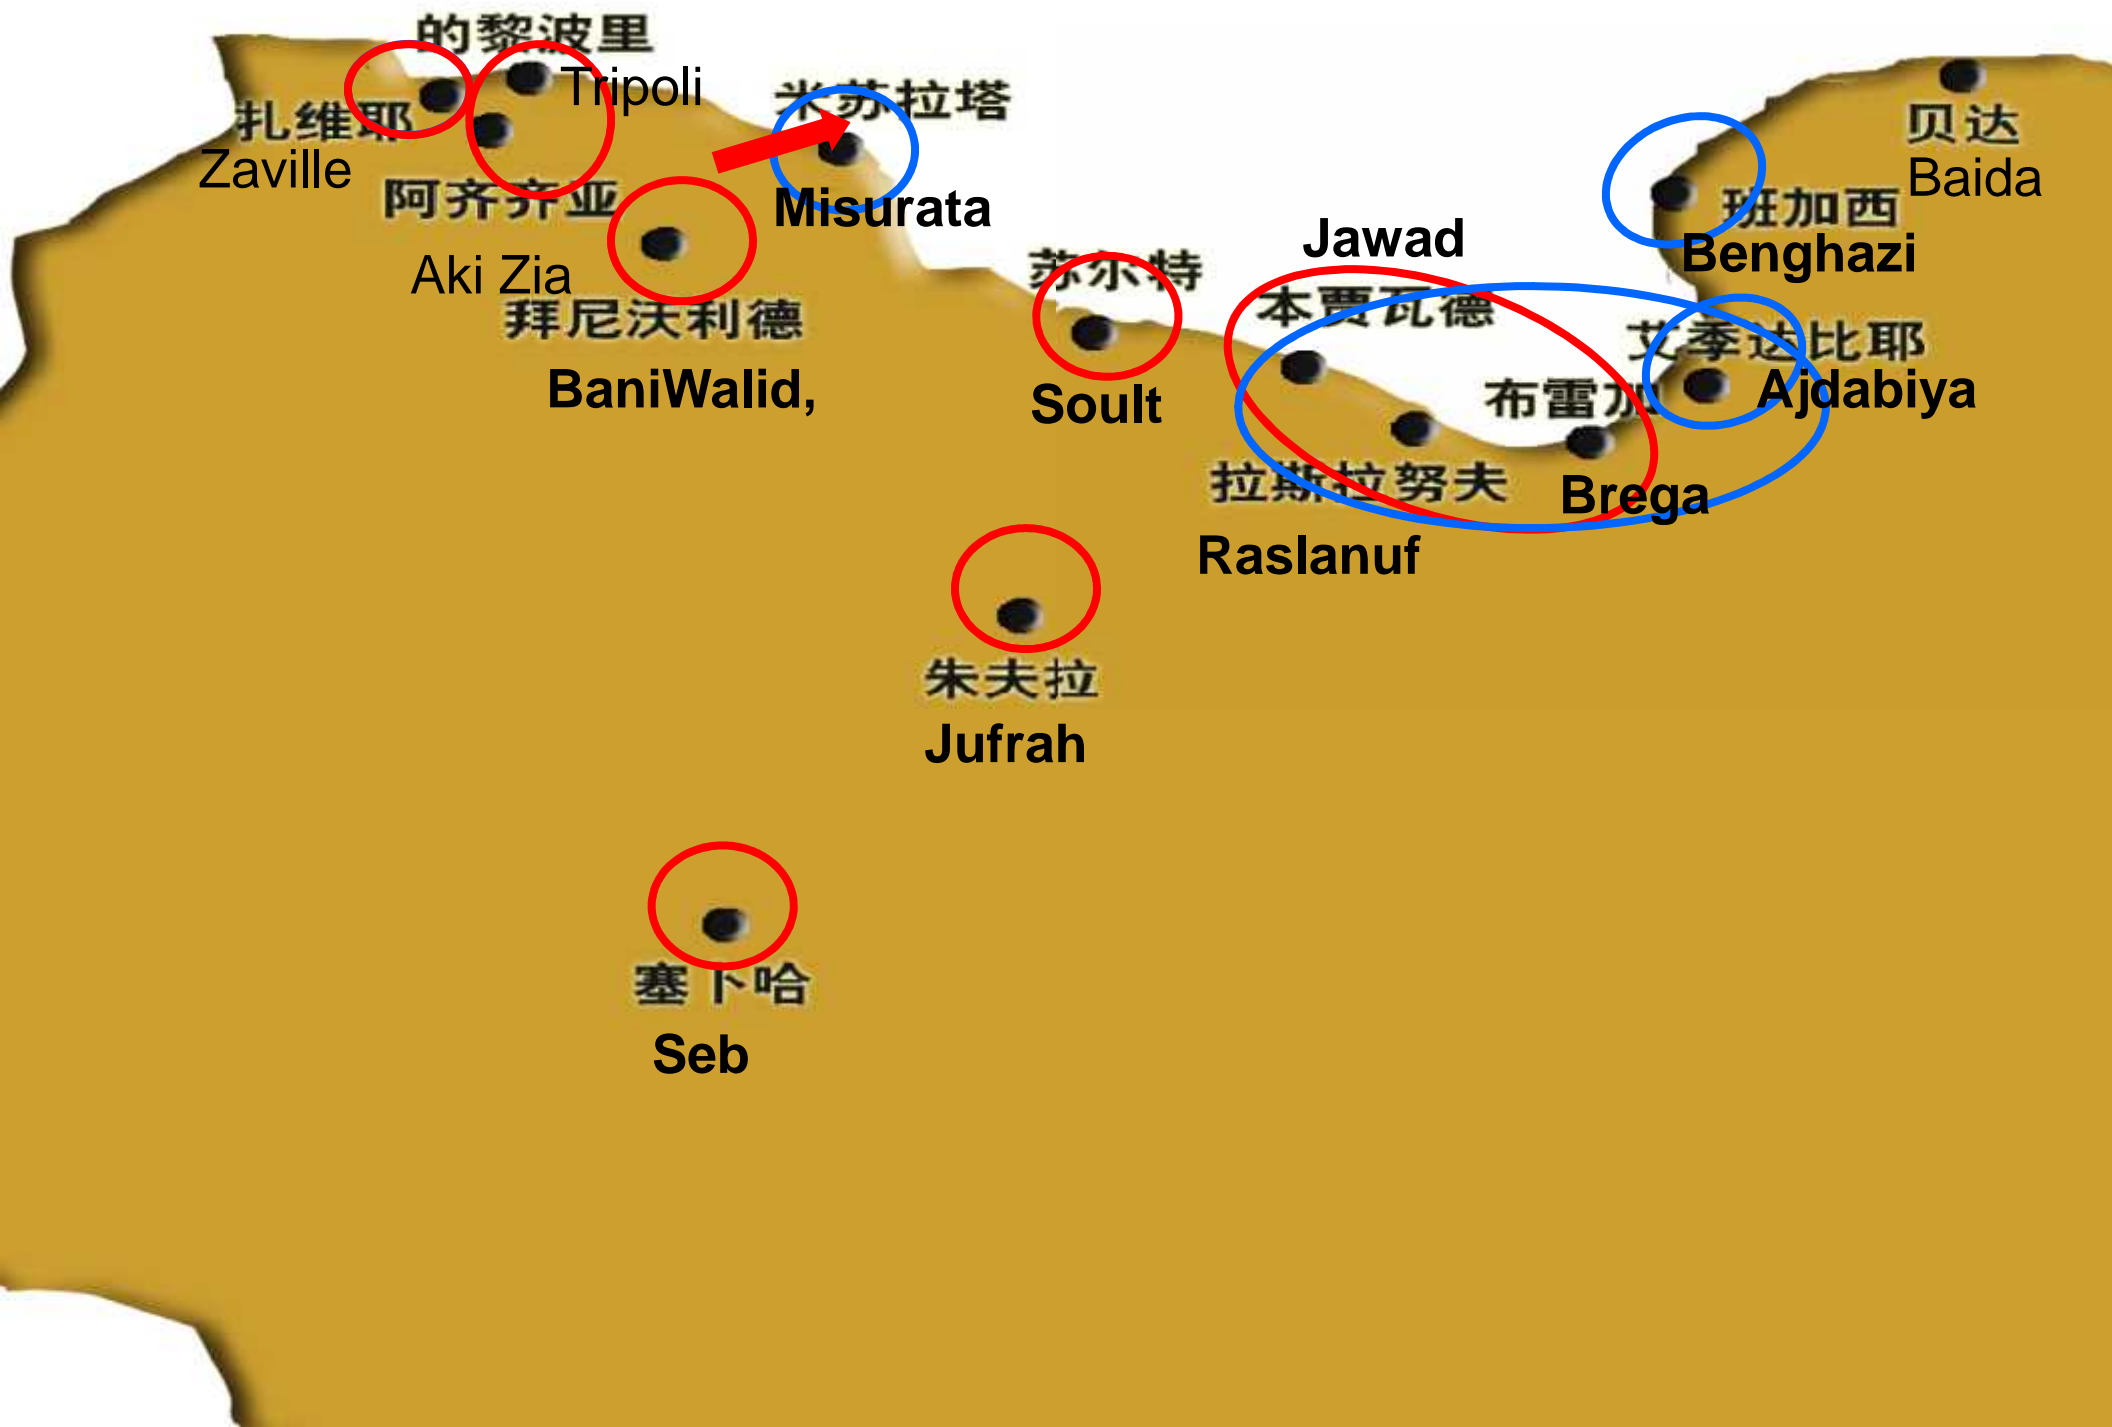 的黎波里
Tripoli
扎维耶
Zaville
米苏拉塔
Misurata
贝达
Baida
阿齐齐亚
Aki Zia
班加西
Benghazi
拜尼沃利德
BaniWalid,
苏尔特
Soult
Jawad
本贾瓦德
艾季达比耶
Ajdabiya
布雷加
Brega
拉斯拉努夫
Raslanuf
朱夫拉
Jufrah
塞卜哈
Seb